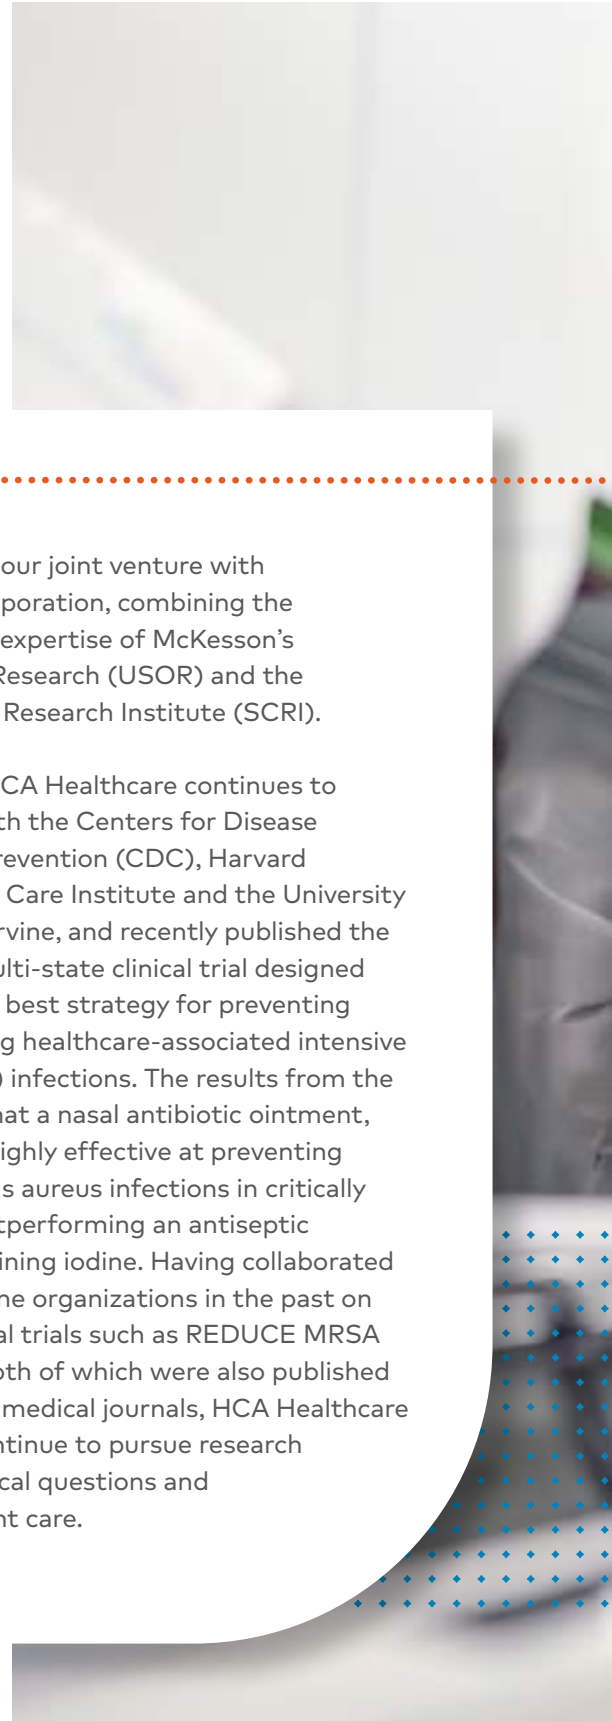 our joint venture with
poration, combining the
expertise of McKesson's
Research (USOR) and the
Research Institute (SCRI).
CA Healthcare continues to
th the Centers for Disease
revention (CDC), Harvard
Care Institute and the University
rvine, and recently published the
ulti-state clinical trial designed
best strategy for preventing
g healthcare-associated intensive
) infections. The results from the
hat a nasal antibiotic ointment,
ighly effective at preventing
s aureus infections in critically
tperforming an antiseptic
ining iodine. Having collaborated
ne organizations in the past on
al trials such as REDUCE MRSA
oth of which were also published
medical journals, HCA Healthcare
ntinue to pursue research
cal questions and
nt care.